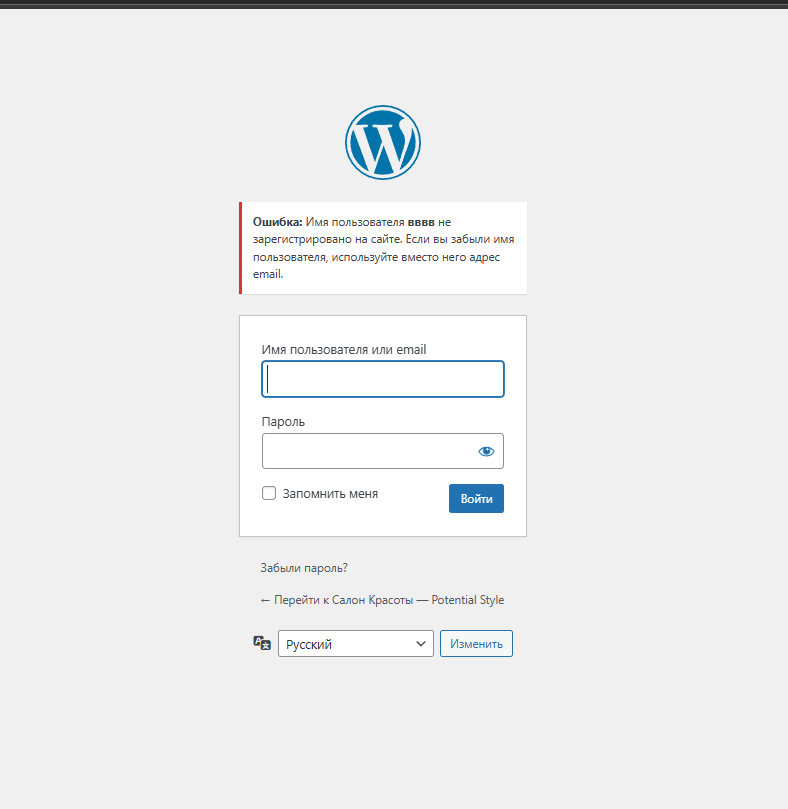 Ошибка: Имя пользователя вввв не
зарегистрировано на сайте. Если вы забыли имя
пользователя, используйте вместо него адрес
email.
Имя пользователя или email
Пароль
Запомнить меня
Войти
Забыли пароль?
← Перейти к Салон Красоты — Potential Style
Русский
Изменить